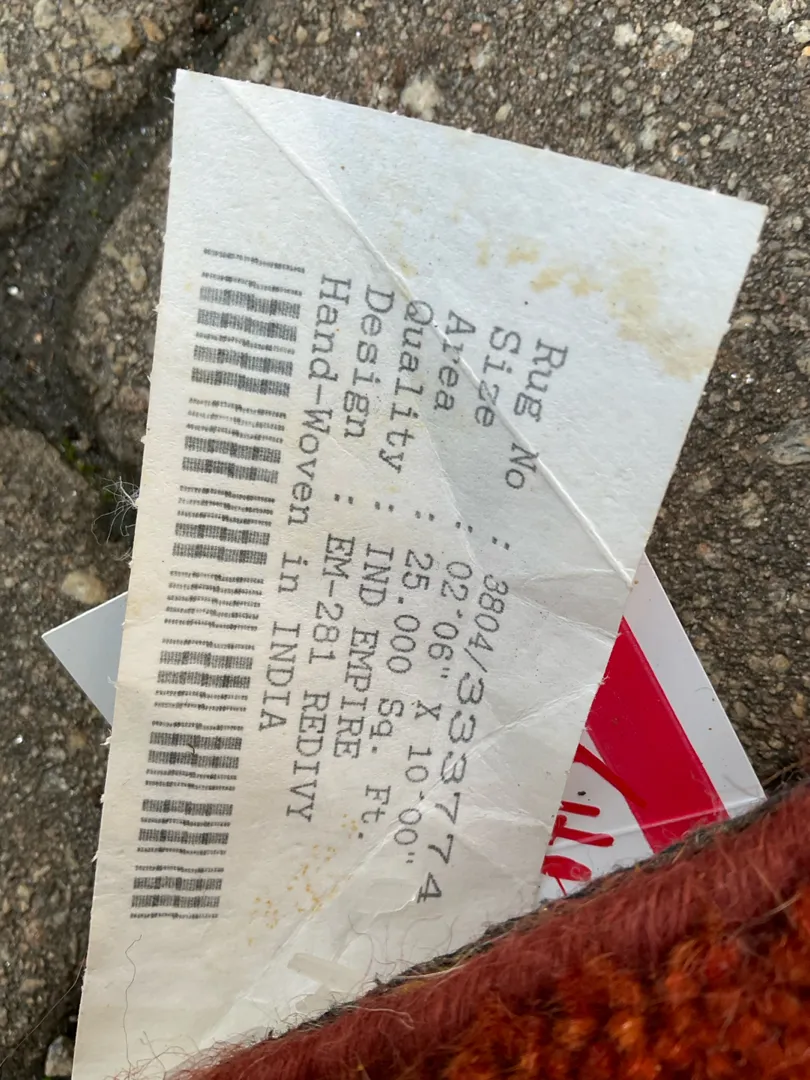 Rug No : 3804/333774
Size : 02'06" X 10'00"
Area : 25.000 Sq. Ft.
Quality : IND EMPIRE
Design : EM-281 REDIVY
Hand-Woven in INDIA